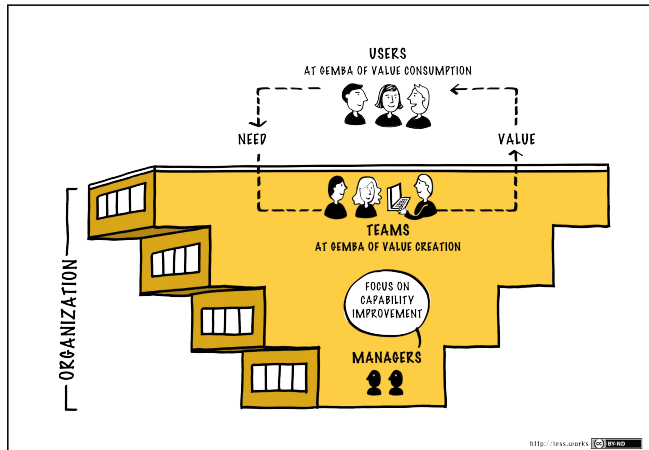 USERS
AT GEMBA OF VALUE CONSUMPTION
NEED
VALUE
TEAMS
AT GEMBA OF VALUE CREATION
ORGANIZATION
FOCUS ON
CAPABILITY
IMPROVEMENT
MANAGERS
http://less.works cc BY-ND